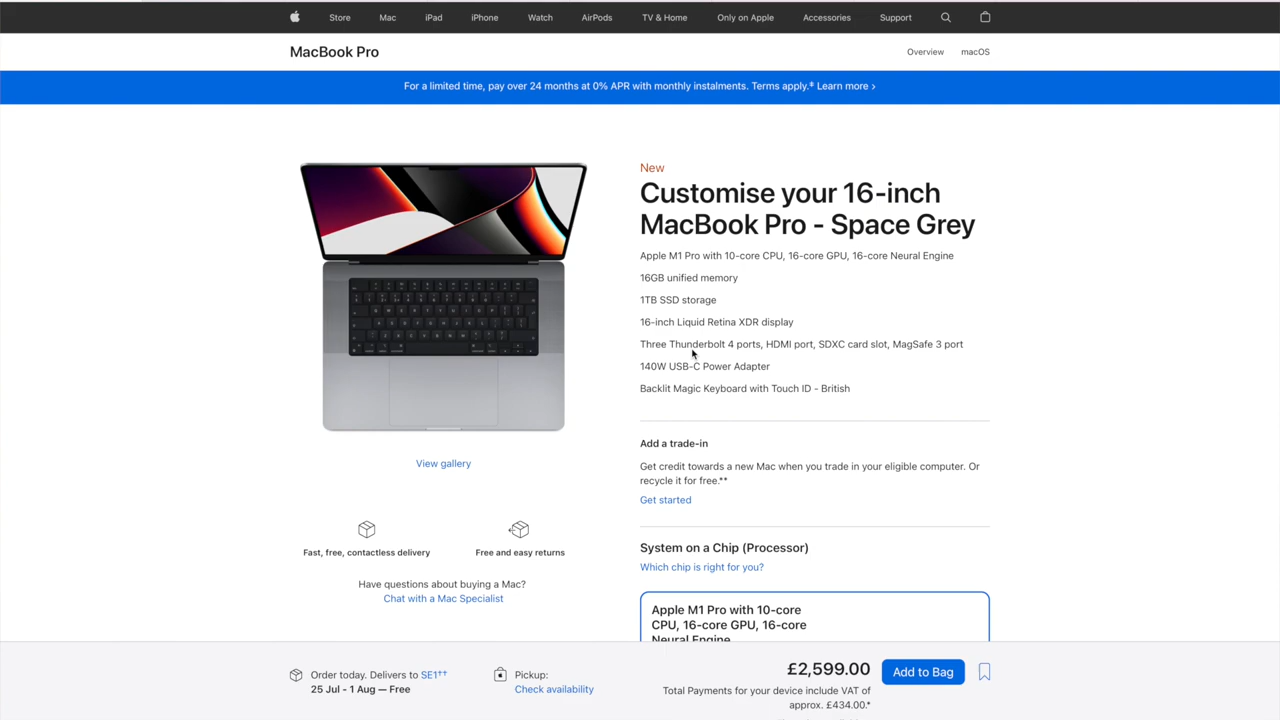 Store Mac iPad iPhone Watch AirPods TV & Home Only on Apple Accessories Support
MacBook Pro
Overview macOS
For a limited time, pay over 24 months at 0% APR with monthly instalments. Terms apply.‡ Learn more >
New
Customise your 16-inch
MacBook Pro - Space Grey
Apple M1 Pro with 10-core CPU, 16-core GPU, 16-core Neural Engine
16GB unified memory
1TB SSD storage
16-inch Liquid Retina XDR display
Three Thunderbolt 4 ports, HDMI port, SDXC card slot, MagSafe 3 port
140W USB-C Power Adapter
Backlit Magic Keyboard with Touch ID - British
View gallery
Fast, free, contactless delivery
Free and easy returns
Have questions about buying a Mac?
Chat with a Mac Specialist
Add a trade-in
Get credit towards a new Mac when you trade in your eligible computer. Or
recycle it for free.**
Get started
System on a Chip (Processor)
Which chip is right for you?
Apple M1 Pro with 10-core
CPU, 16-core GPU, 16-core
Neural Engine
Order today. Delivers to SE1††
25 Jul - 1 Aug — Free
Pickup:
Check availability
£2,599.00
Total Payments for your device include VAT of
approx. £434.00.*
Add to Bag